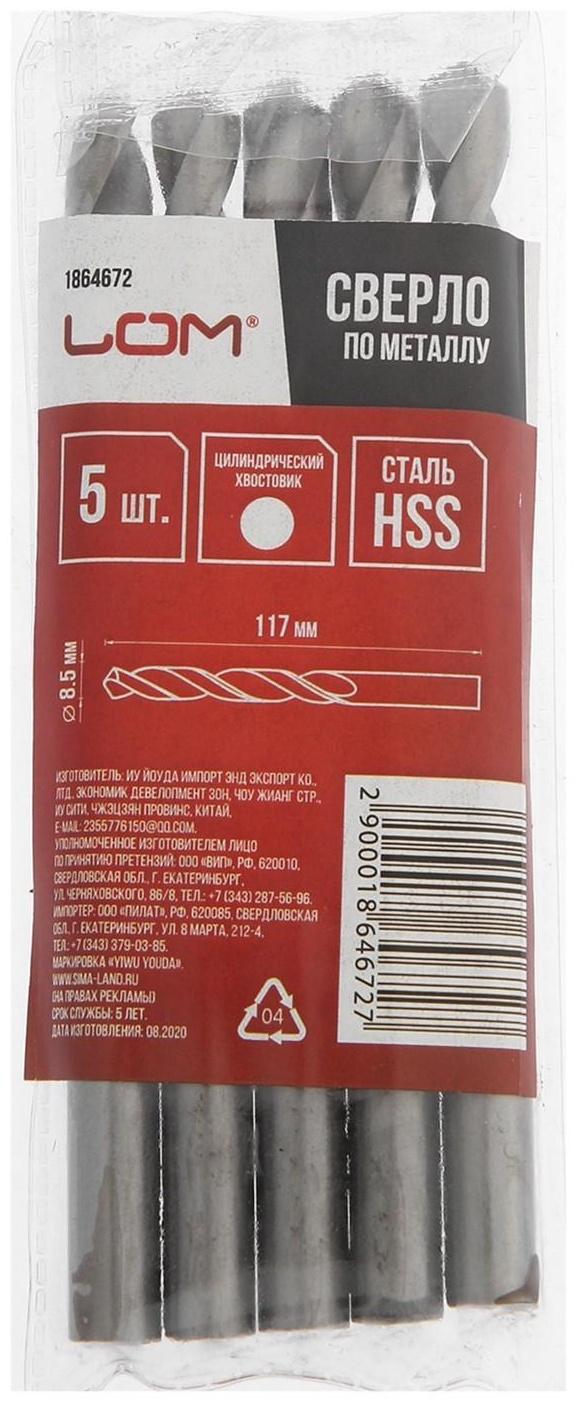 1864672
LOM®
СВЕРЛО
ПО МЕТАЛЛУ
5 ШТ.
ЦИЛИНДРИЧЕСКИЙ
ХВОСТОВИК
СТАЛЬ
HSS
117 ММ
Ø 8.5 ММ
ИЗГОТОВИТЕЛЬ: ИУ ЙОУДА ИМПОРТ ЭНД ЭКСПОРТ КО.,
ЛТД. ЭКОНОМИК ДЕВЕЛОПМЕНТ ЗОН, ЧОУ ЖИАНГ СТР.,
ИУ СИТИ, ЧЖЭЦЗЯН ПРОВИНС, КИТАЙ.
E-MAIL: 2355776150@QQ.COM.
УПОЛНОМОЧЕННОЕ ИЗГОТОВИТЕЛЕМ ЛИЦО
ПО ПРИНЯТИЮ ПРЕТЕНЗИЙ: ООО «ВИП», РФ, 620010,
СВЕРДЛОВСКАЯ ОБЛ., Г. ЕКАТЕРИНБУРГ,
УЛ. ЧЕРНЯХОВСКОГО, 86/8, ТЕЛ.: +7 (343) 287-56-96.
ИМПОРТЕР: ООО «ПИЛАТ», РФ, 620085, СВЕРДЛОВСКАЯ
ОБЛ., Г. ЕКАТЕРИНБУРГ, УЛ. 8 МАРТА, 212-4,
ТЕЛ.: +7 (343) 379-03-85.
МАРКИРОВКА «YIWU YOUDA».
WWW.SIMA-LAND.RU
(НА ПРАВАХ РЕКЛАМЫ)
СРОК СЛУЖБЫ: 5 ЛЕТ.
ДАТА ИЗГОТОВЛЕНИЯ: 08.2020
04
2900018646727